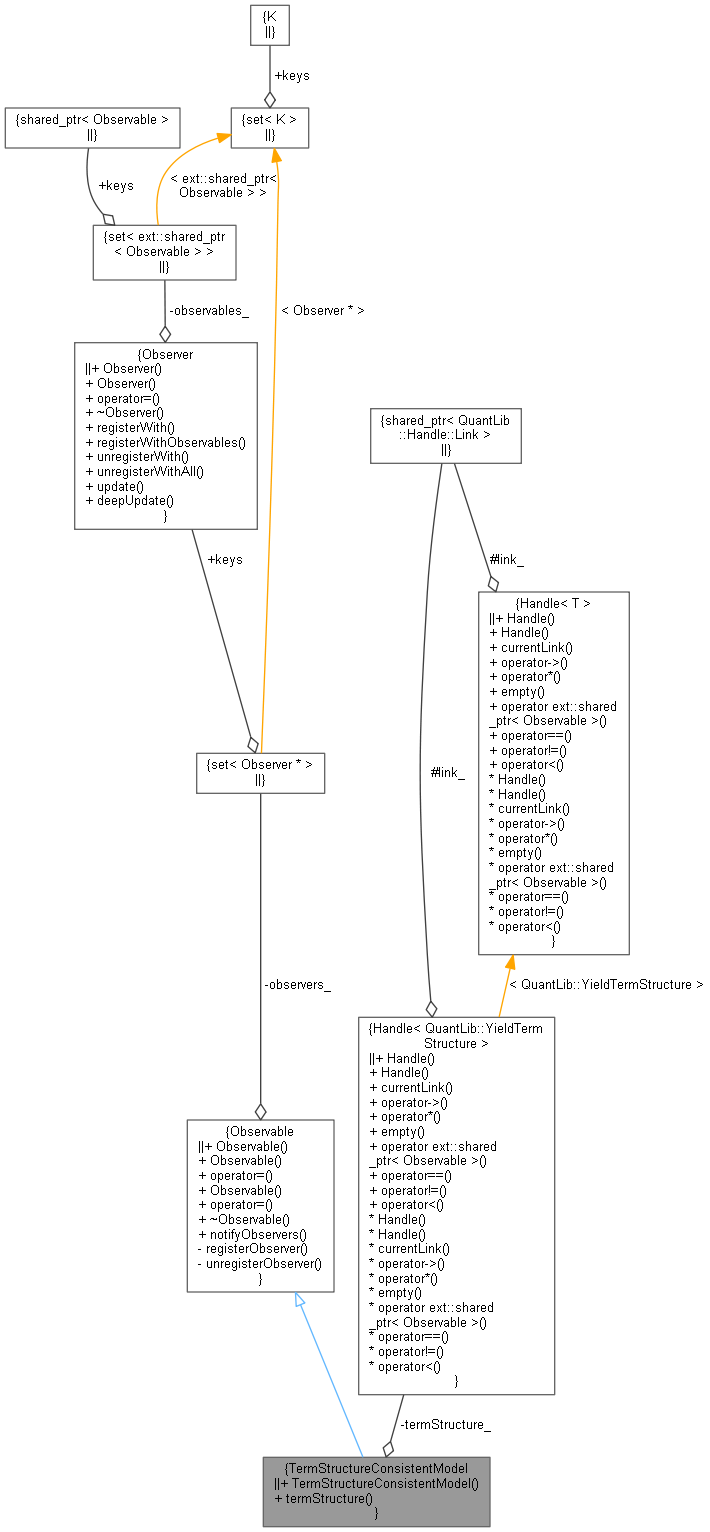 {K
||}
+keys
{shared_ptr< Observable >
||}
{set< K >
||}
+keys
< ext::shared_ptr<
Observable > >
{set< ext::shared_ptr
< Observable > >
||}
-observables_
< Observer * >
{Observer
||+ Observer()
+ Observer()
+ operator=()
+ ~Observer()
+ registerWith()
+ registerWithObservables()
+ unregisterWith()
+ unregisterWithAll()
+ update()
+ deepUpdate()
}
{shared_ptr< QuantLib
::Handle::Link >
||}
+keys
#link_
{Handle< T >
||+ Handle()
+ Handle()
+ currentLink()
+ operator->()
+ operator*()
+ empty()
+ operator ext::shared
_ptr< Observable >()
+ operator==()
+ operator!=()
+ operator<()
* Handle()
* Handle()
* currentLink()
* operator->()
* operator*()
* empty()
* operator ext::shared
_ptr< Observable >()
* operator==()
* operator!=()
* operator<()
}
{set< Observer * >
||}
#link_
-observers_
< QuantLib::YieldTermStructure >
{Handle< QuantLib::YieldTerm
Structure >
||+ Handle()
+ Handle()
+ currentLink()
+ operator->()
+ operator*()
+ empty()
+ operator ext::shared
_ptr< Observable >()
+ operator==()
+ operator!=()
+ operator<()
* Handle()
* Handle()
* currentLink()
* operator->()
* operator*()
* empty()
* operator ext::shared
_ptr< Observable >()
* operator==()
* operator!=()
* operator<()
}
{Observable
||+ Observable()
+ Observable()
+ operator=()
+ Observable()
+ operator=()
+ ~Observable()
+ notifyObservers()
- registerObserver()
- unregisterObserver()
}
-termStructure_
{TermStructureConsistentModel
||+ TermStructureConsistentModel()
+ termStructure()
}